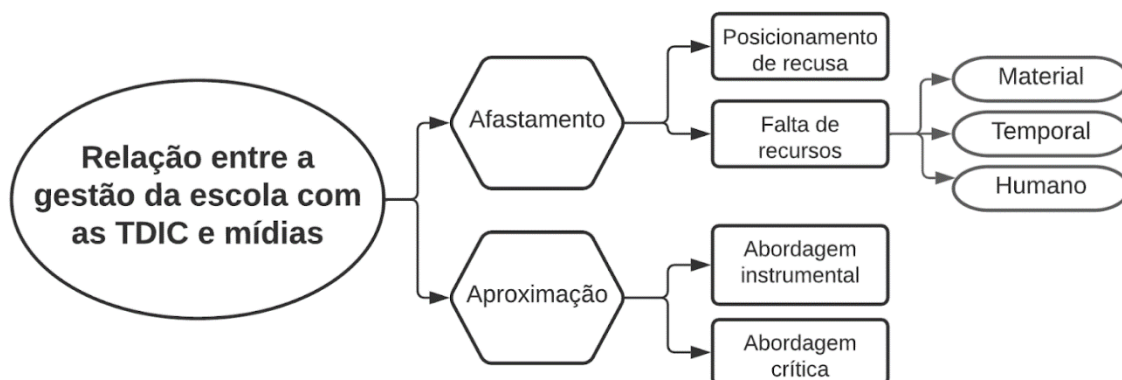 Relação entre a
gestão da escola com
as TDIC e mídias
Afastamento
Posicionamento
de recusa
Falta de
recursos
Material
Temporal
Humano
Aproximação
Abordagem
instrumental
Abordagem
crítica